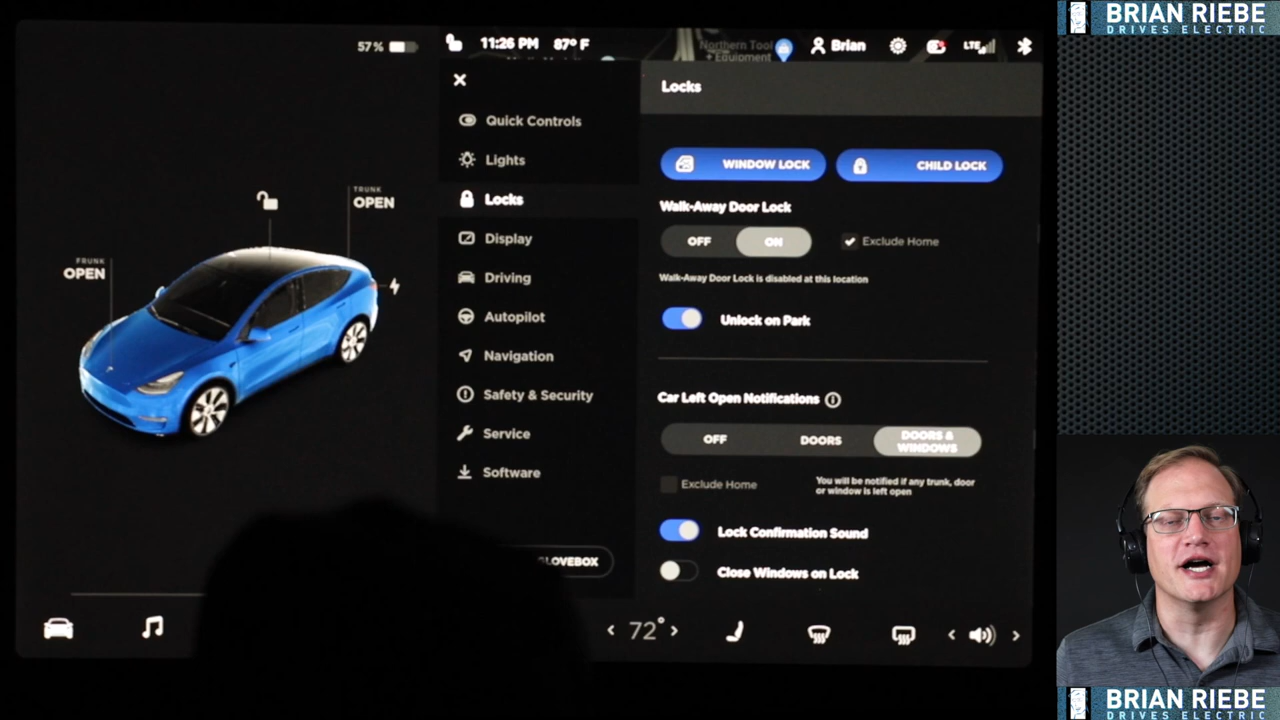 BRIAN RIEBE
DRIVES ELECTRIC
57%
11:26 PM
87° F
Northern Tool
+ Equipment
Brian
LTE
Locks
Quick Controls
Lights
Locks
Display
Driving
Autopilot
Navigation
Safety & Security
Service
Software
TRUNK
OPEN
FRUNK
OPEN
WINDOW LOCK
CHILD LOCK
Walk-Away Door Lock
OFF
ON
Exclude Home
Walk-Away Door Lock is disabled at this location
Unlock on Park
Car Left Open Notifications
OFF
DOORS
DOORS &
WINDOWS
Exclude Home
You will be notified if any trunk, door
or window is left open
Lock Confirmation Sound
Close Windows on Lock
GLOVEBOX
72°
BRIAN RIEBE
DRIVES ELECTRIC